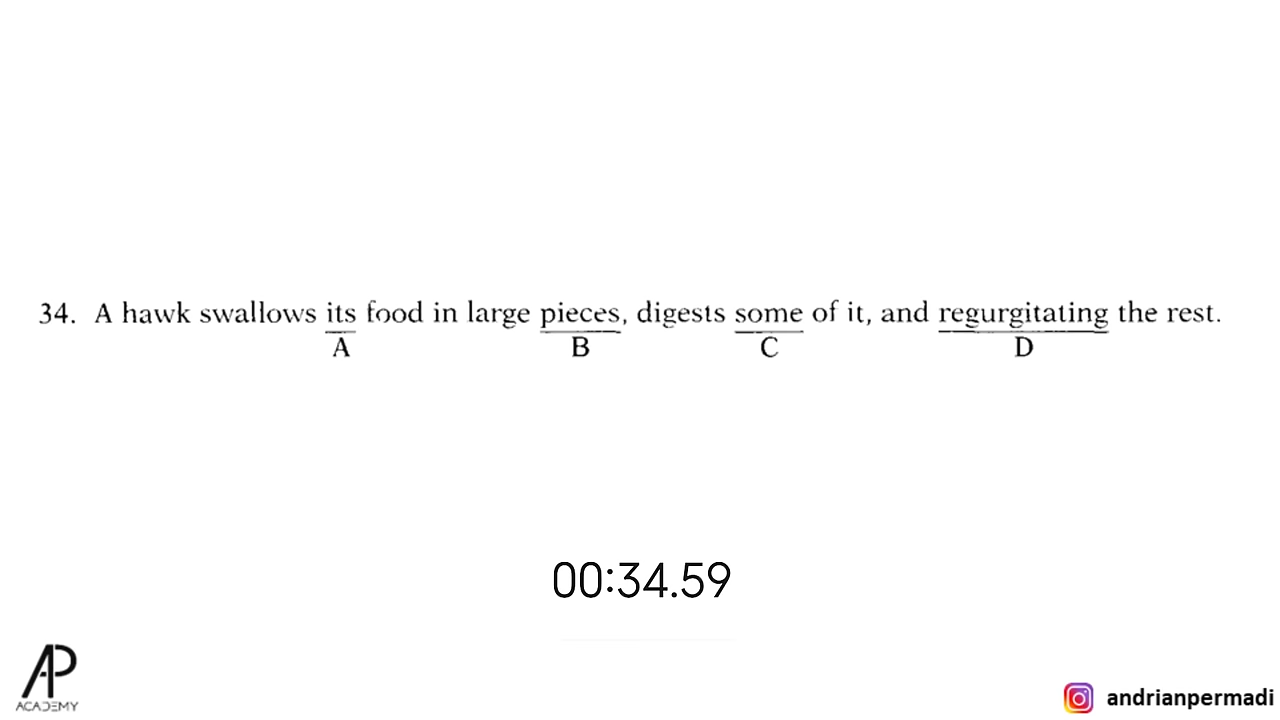 34. A hawk swallows its food in large pieces, digests some of it, and regurgitating the rest.
A B C D
00:34.59
AP
ACADEMY
andrianpermadi